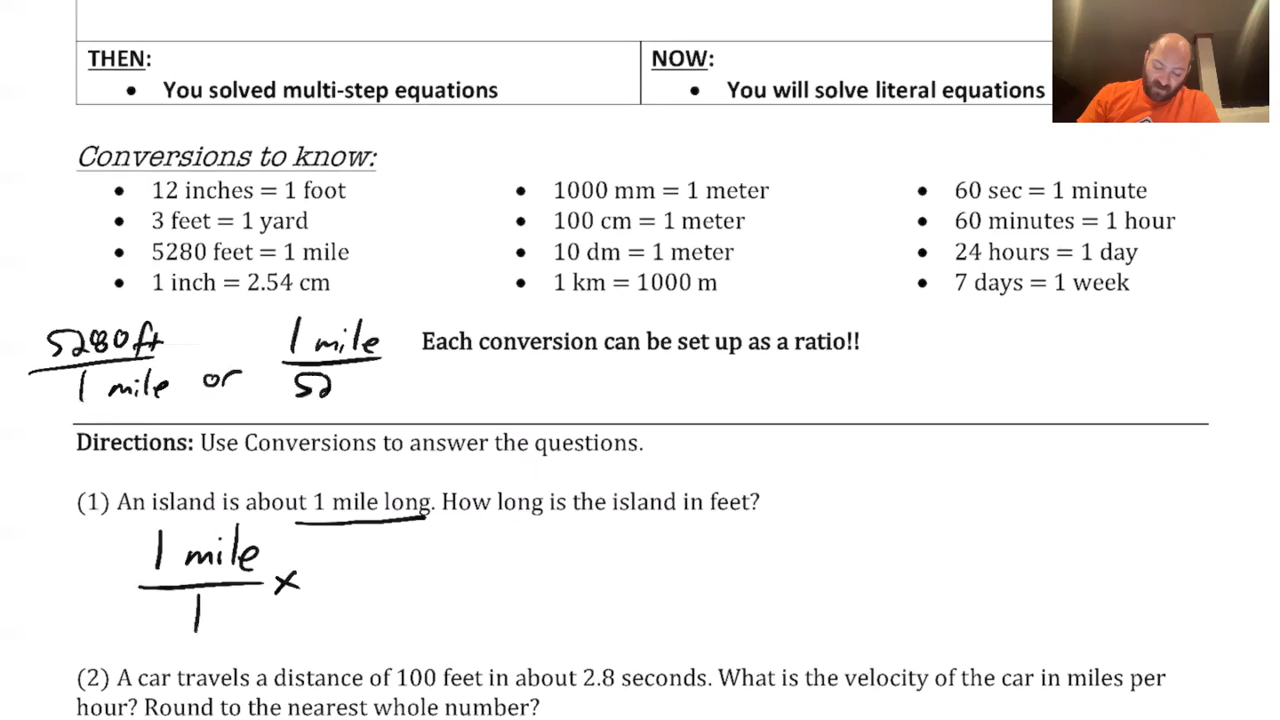 THEN:
NOW:
• You solved multi-step equations
• You will solve literal equations
Conversions to know:
• 12 inches = 1 foot
• 3 feet = 1 yard
• 5280 feet = 1 mile
• 1 inch = 2.54 cm
• 1000 mm = 1 meter
• 100 cm = 1 meter
• 10 dm = 1 meter
• 1 km = 1000 m
• 60 sec = 1 minute
• 60 minutes = 1 hour
• 24 hours = 1 day
• 7 days = 1 week
5280 ft
1 mile
or
1 mile
52
Each conversion can be set up as a ratio!!
Directions: Use Conversions to answer the questions.
(1) An island is about 1 mile long. How long is the island in feet?
1 mile
1
×
(2) A car travels a distance of 100 feet in about 2.8 seconds. What is the velocity of the car in miles per
hour? Round to the nearest whole number?